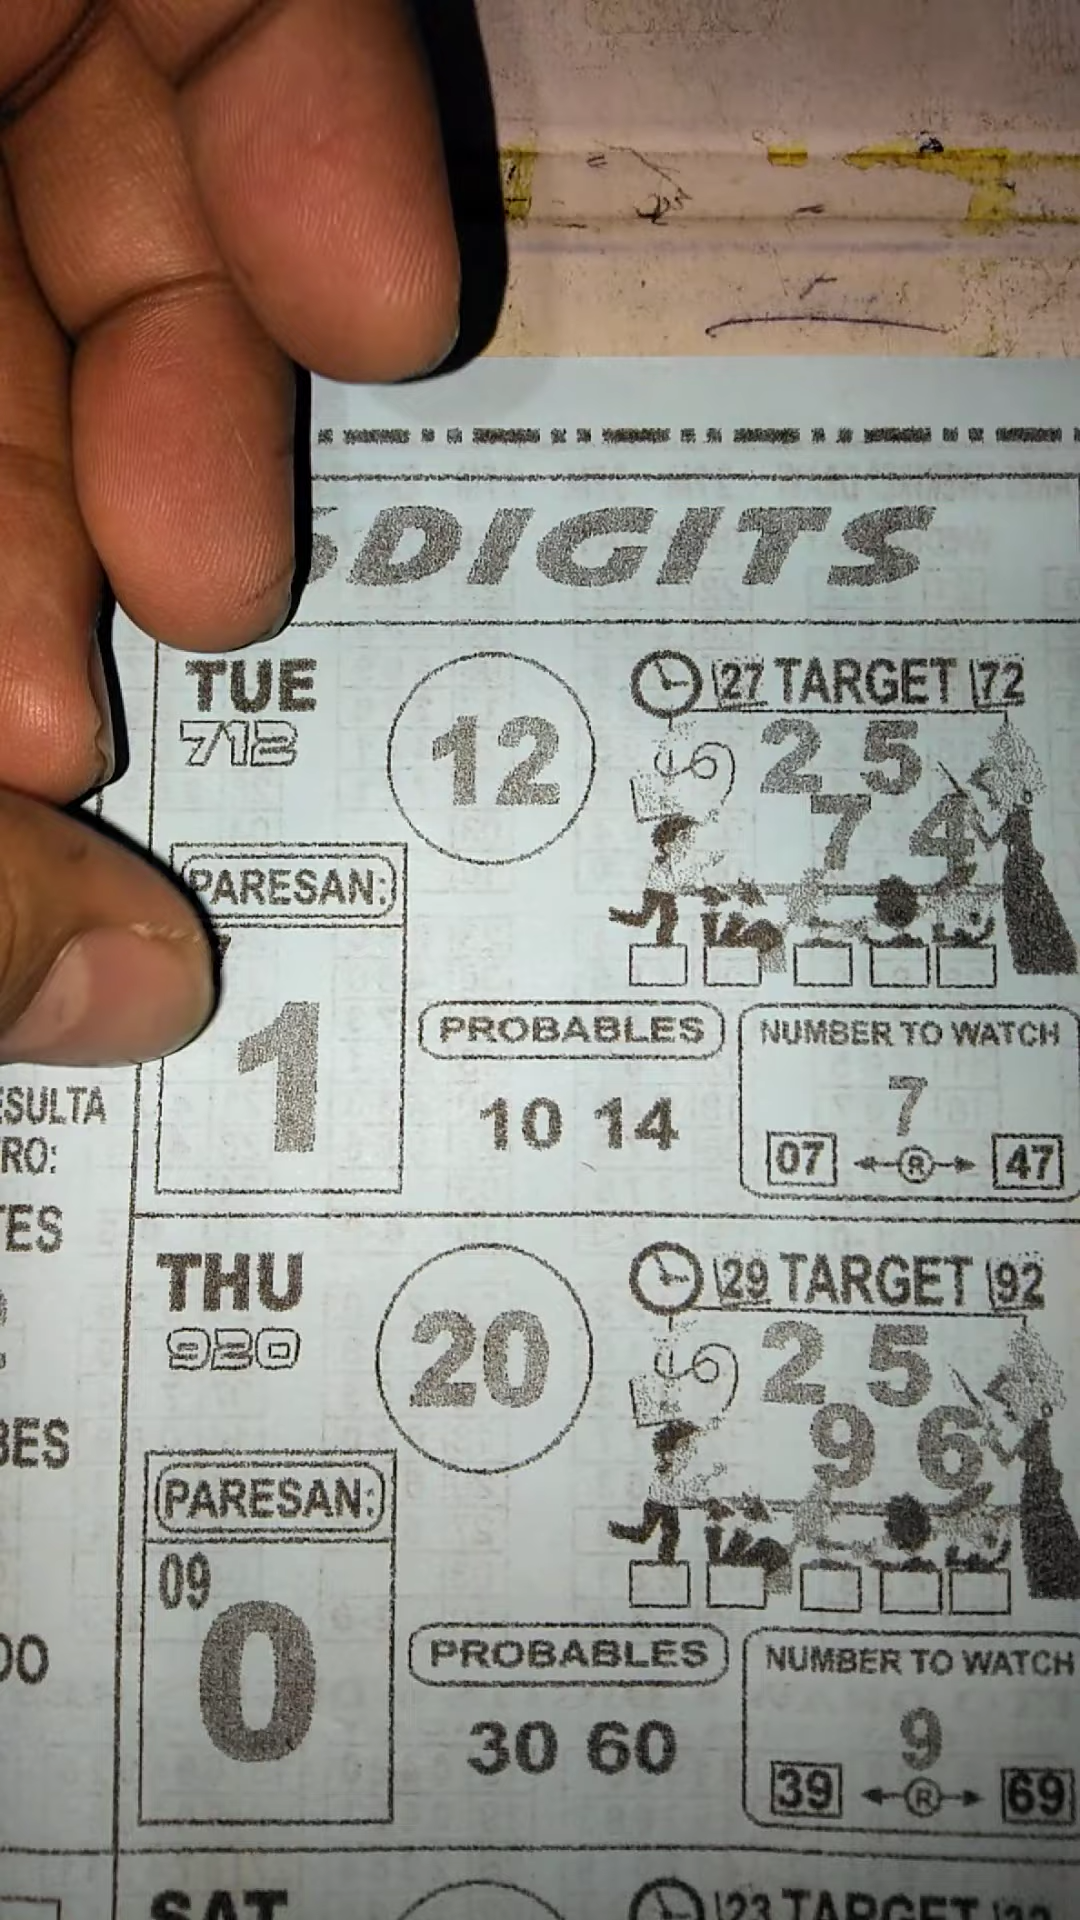 DIGITS
TUE
712
12
27 TARGET 72
2 5
7 4
PARESAN:
1
PROBABLES
10 14
NUMBER TO WATCH
7
07 R 47
ESULTA
RO:
TES
BES
THU
920
20
29 TARGET 92
2 5
9 6
PARESAN:
09
0
PROBABLES
30 60
NUMBER TO WATCH
9
39 R 69
SAT
23 TARGET